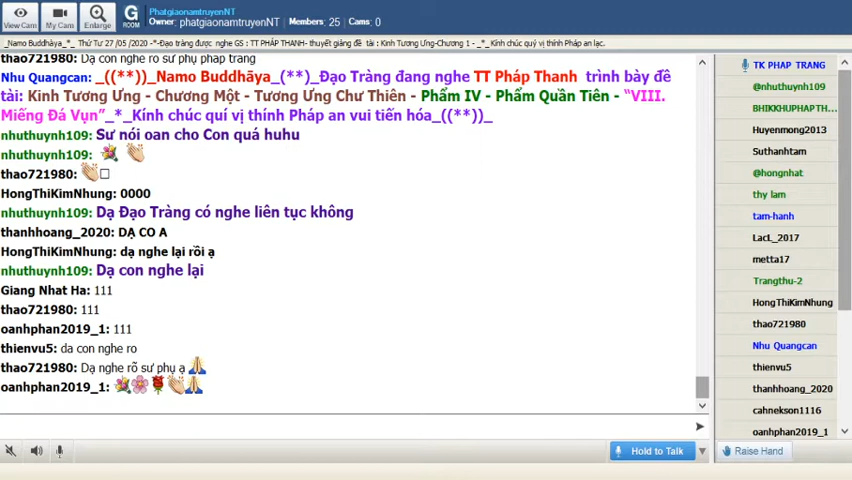 View Cam
My Cam
Enlarge
G
ROOM
PhatgiaonamtruyenNT
Owner: phatgiaonamtruyenNT Members: 25 Cams: 0
_Namo Buddhàya_*_ Thứ Tư 27 /05 /2020 -*-Đạo tràng được nghe GS : TT PHÁP THANH- thuyết giảng đề tài : Kinh Tương Ưng-Chương 1 - _*_ Kính chúc quý vị thính Pháp an lạc.
thao721980: Dạ con nghe ro sư phụ phap trang
Nhu Quangcan: _((**))_Namo Buddhāya_(**)_Đạo Tràng đang nghe TT Pháp Thanh trình bày đề
tài: Kinh Tương Ưng - Chương Một - Tương Ưng Chư Thiên - Phẩm IV - Phẩm Quần Tiên - “VIII.
Miếng Đá Vụn”_*_Kính chúc quí vị thính Pháp an vui tiến hóa_((**))_
nhuthuynh109: Sư nói oan cho Con quá huhu
nhuthuynh109:
thao721980:
HongThiKimNhung: 0000
nhuthuynh109: Dạ Đạo Tràng có nghe liên tục không
thanhhoang_2020: DẠ CO A
HongThiKimNhung: dạ nghe lại rồi ạ
nhuthuynh109: Dạ con nghe lại
Giang Nhat Ha: 111
thao721980: 111
oanhphan2019_1: 111
thienvu5: da con nghe ro
thao721980: Dạ nghe rõ sư phụ ạ
oanhphan2019_1:
Hold to Talk
TK PHAP TRANG
@nhuthuynh109
BHIKKHUPHAPTH...
Huyenmong2013
Suthanhtam
@hongnhat
thy lam
tam-hanh
LacL_2017
metta17
Trangthu-2
HongThiKimNhung
thao721980
Nhu Quangcan
thienvu5
thanhhoang_2020
cahnekson1116
oanhphan2019_1
Raise Hand